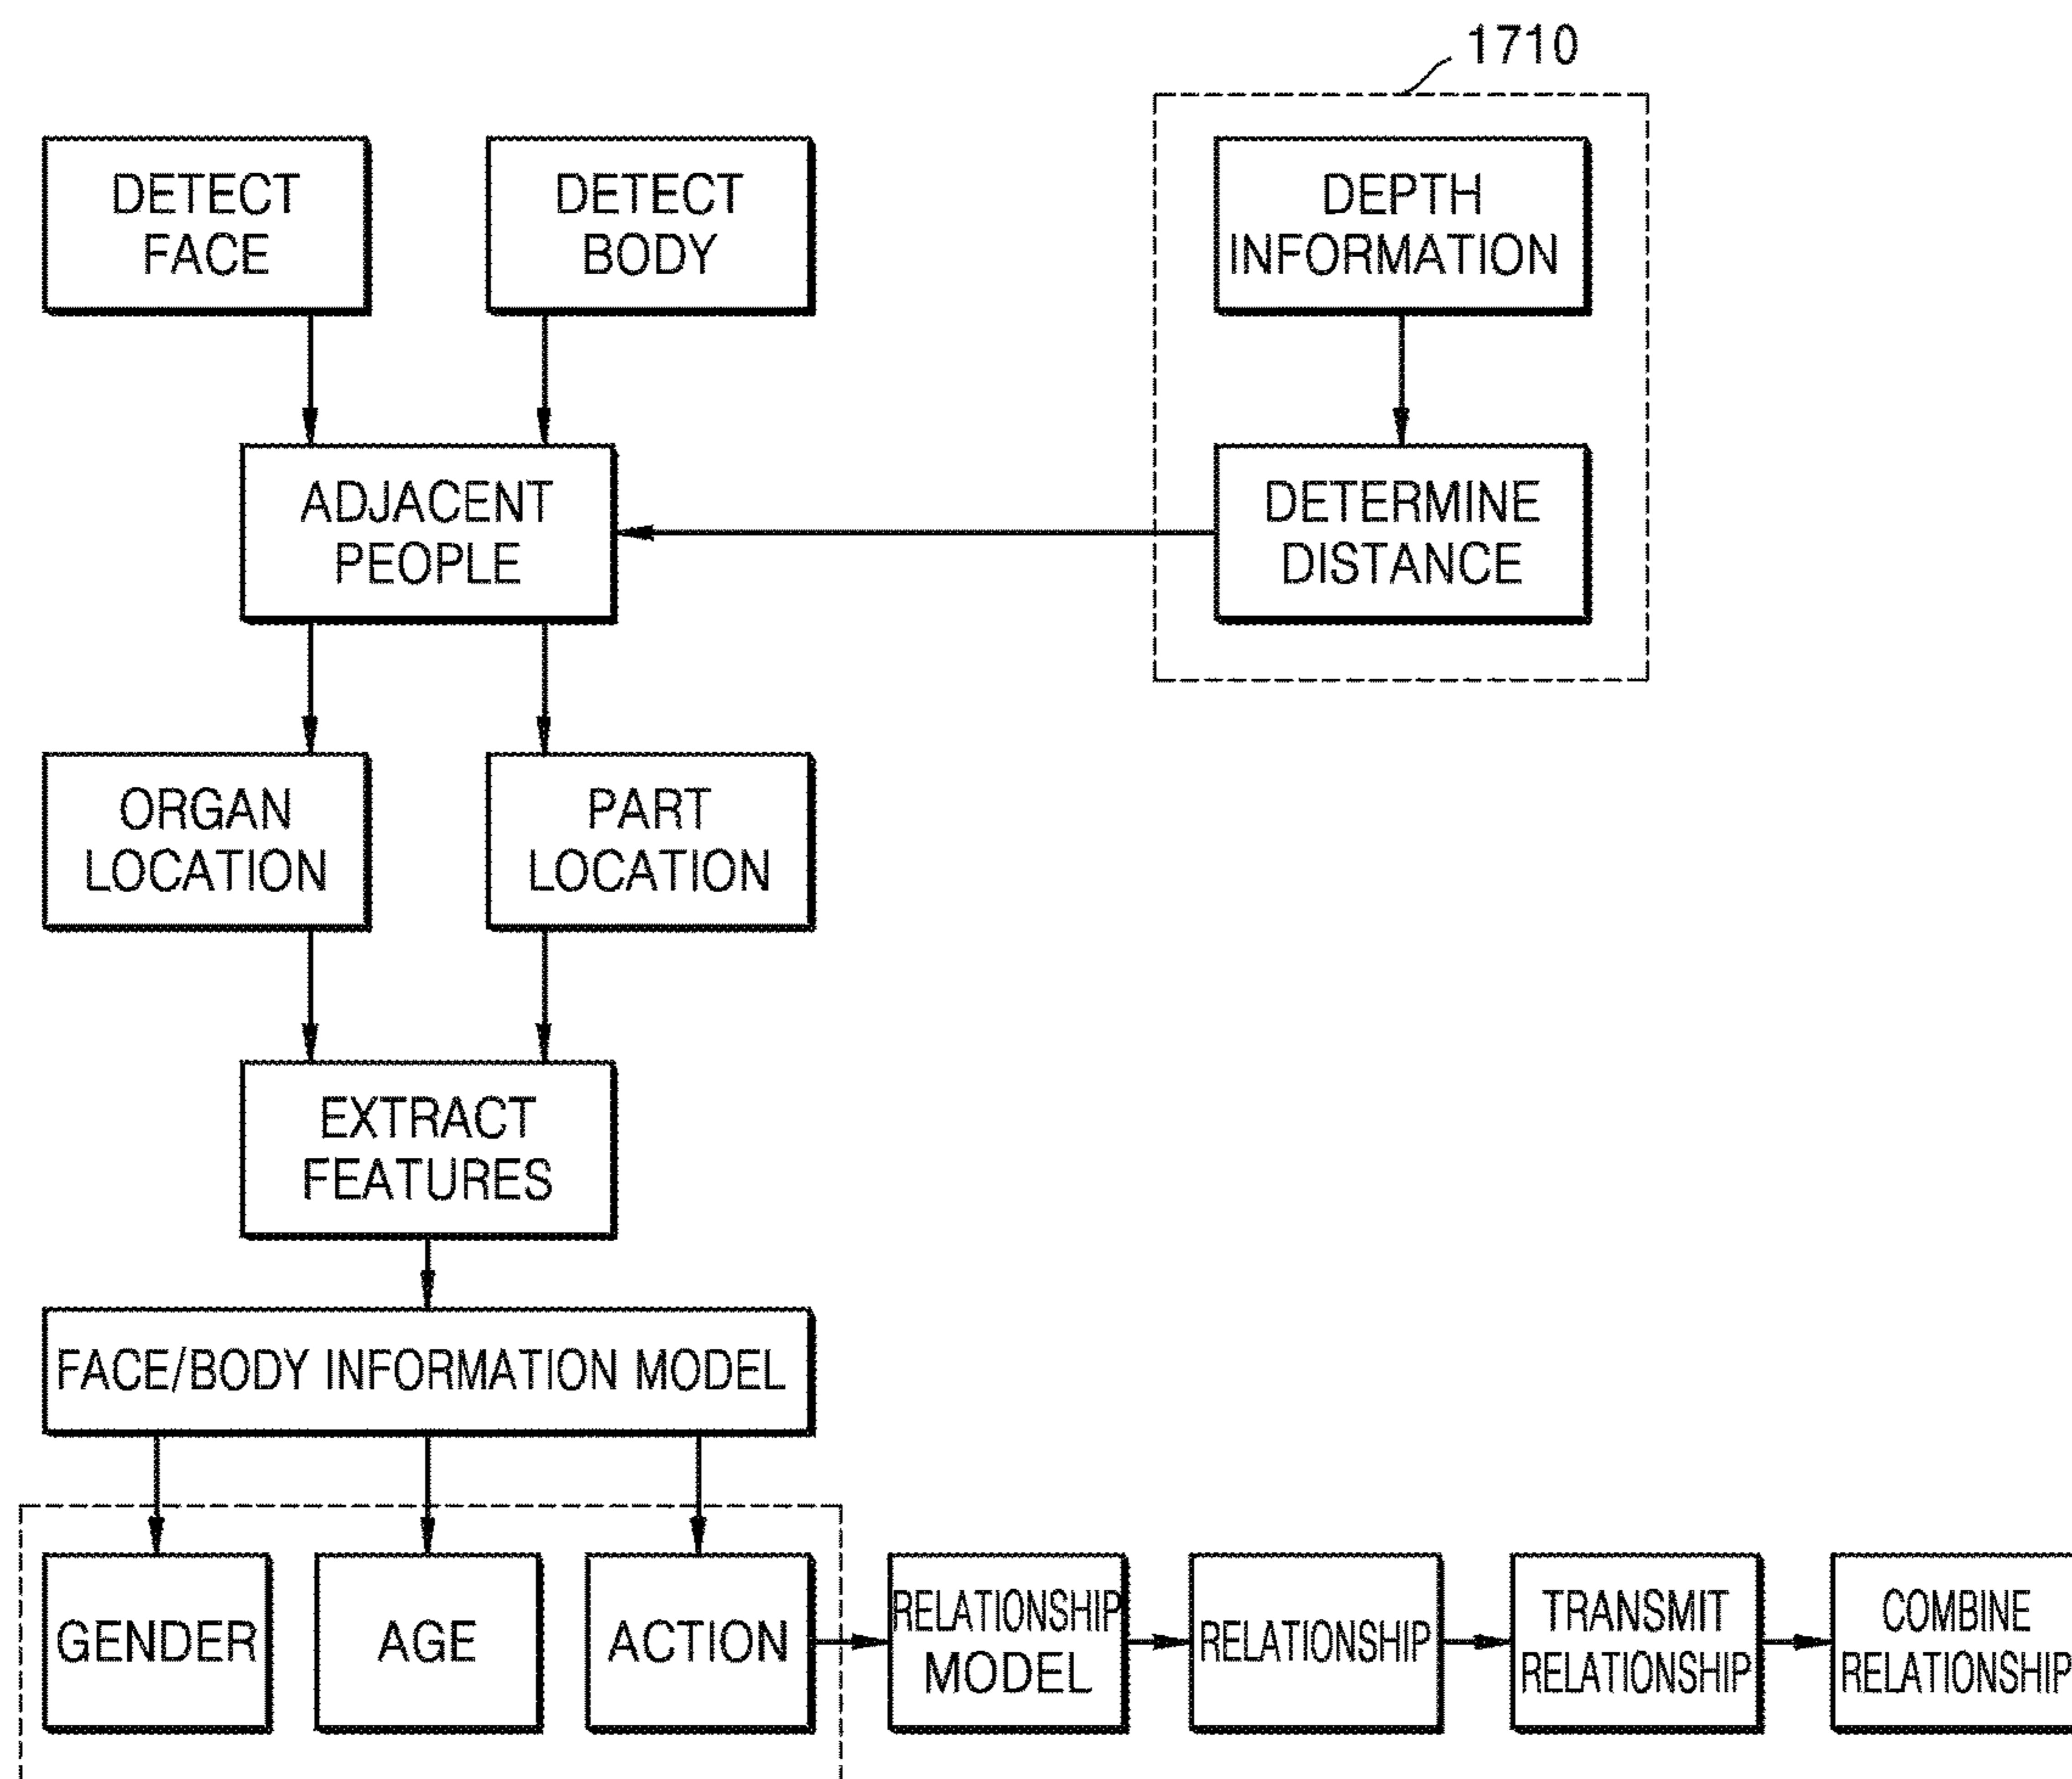 1710
DETECT
FACE
DETECT
BODY
DEPTH
INFORMATION
ADJACENT
PEOPLE
DETERMINE
DISTANCE
ORGAN
LOCATION
PART
LOCATION
EXTRACT
FEATURES
FACE/BODY INFORMATION MODEL
GENDER
AGE
ACTION
RELATIONSHIP
MODEL
RELATIONSHIP
TRANSMIT
RELATIONSHIP
COMBINE
RELATIONSHIP